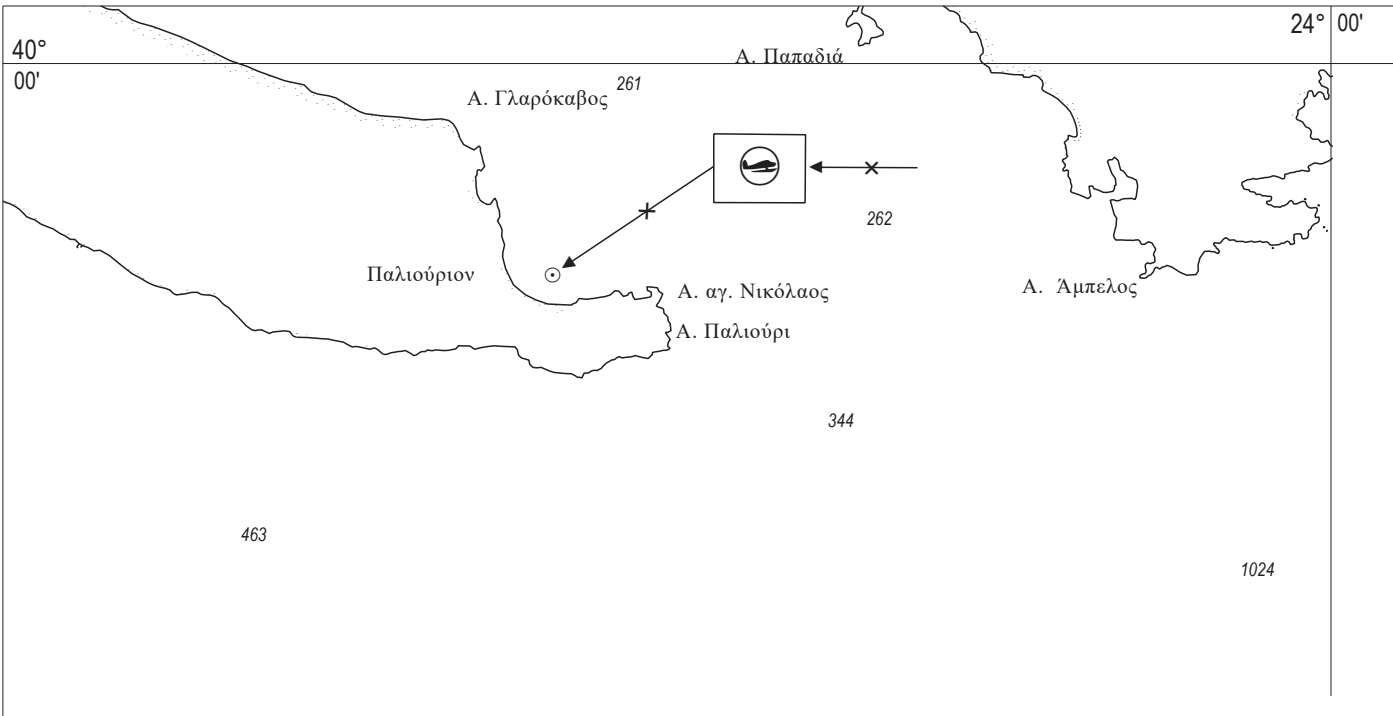 24° 00'
40°
00'
Α. Παπαδιά
261
Α. Γλαρόκαβος
262
Παλιούριον
Α. αγ. Νικόλαος
Α. Άμπελος
Α. Παλιούρι
344
463
1024